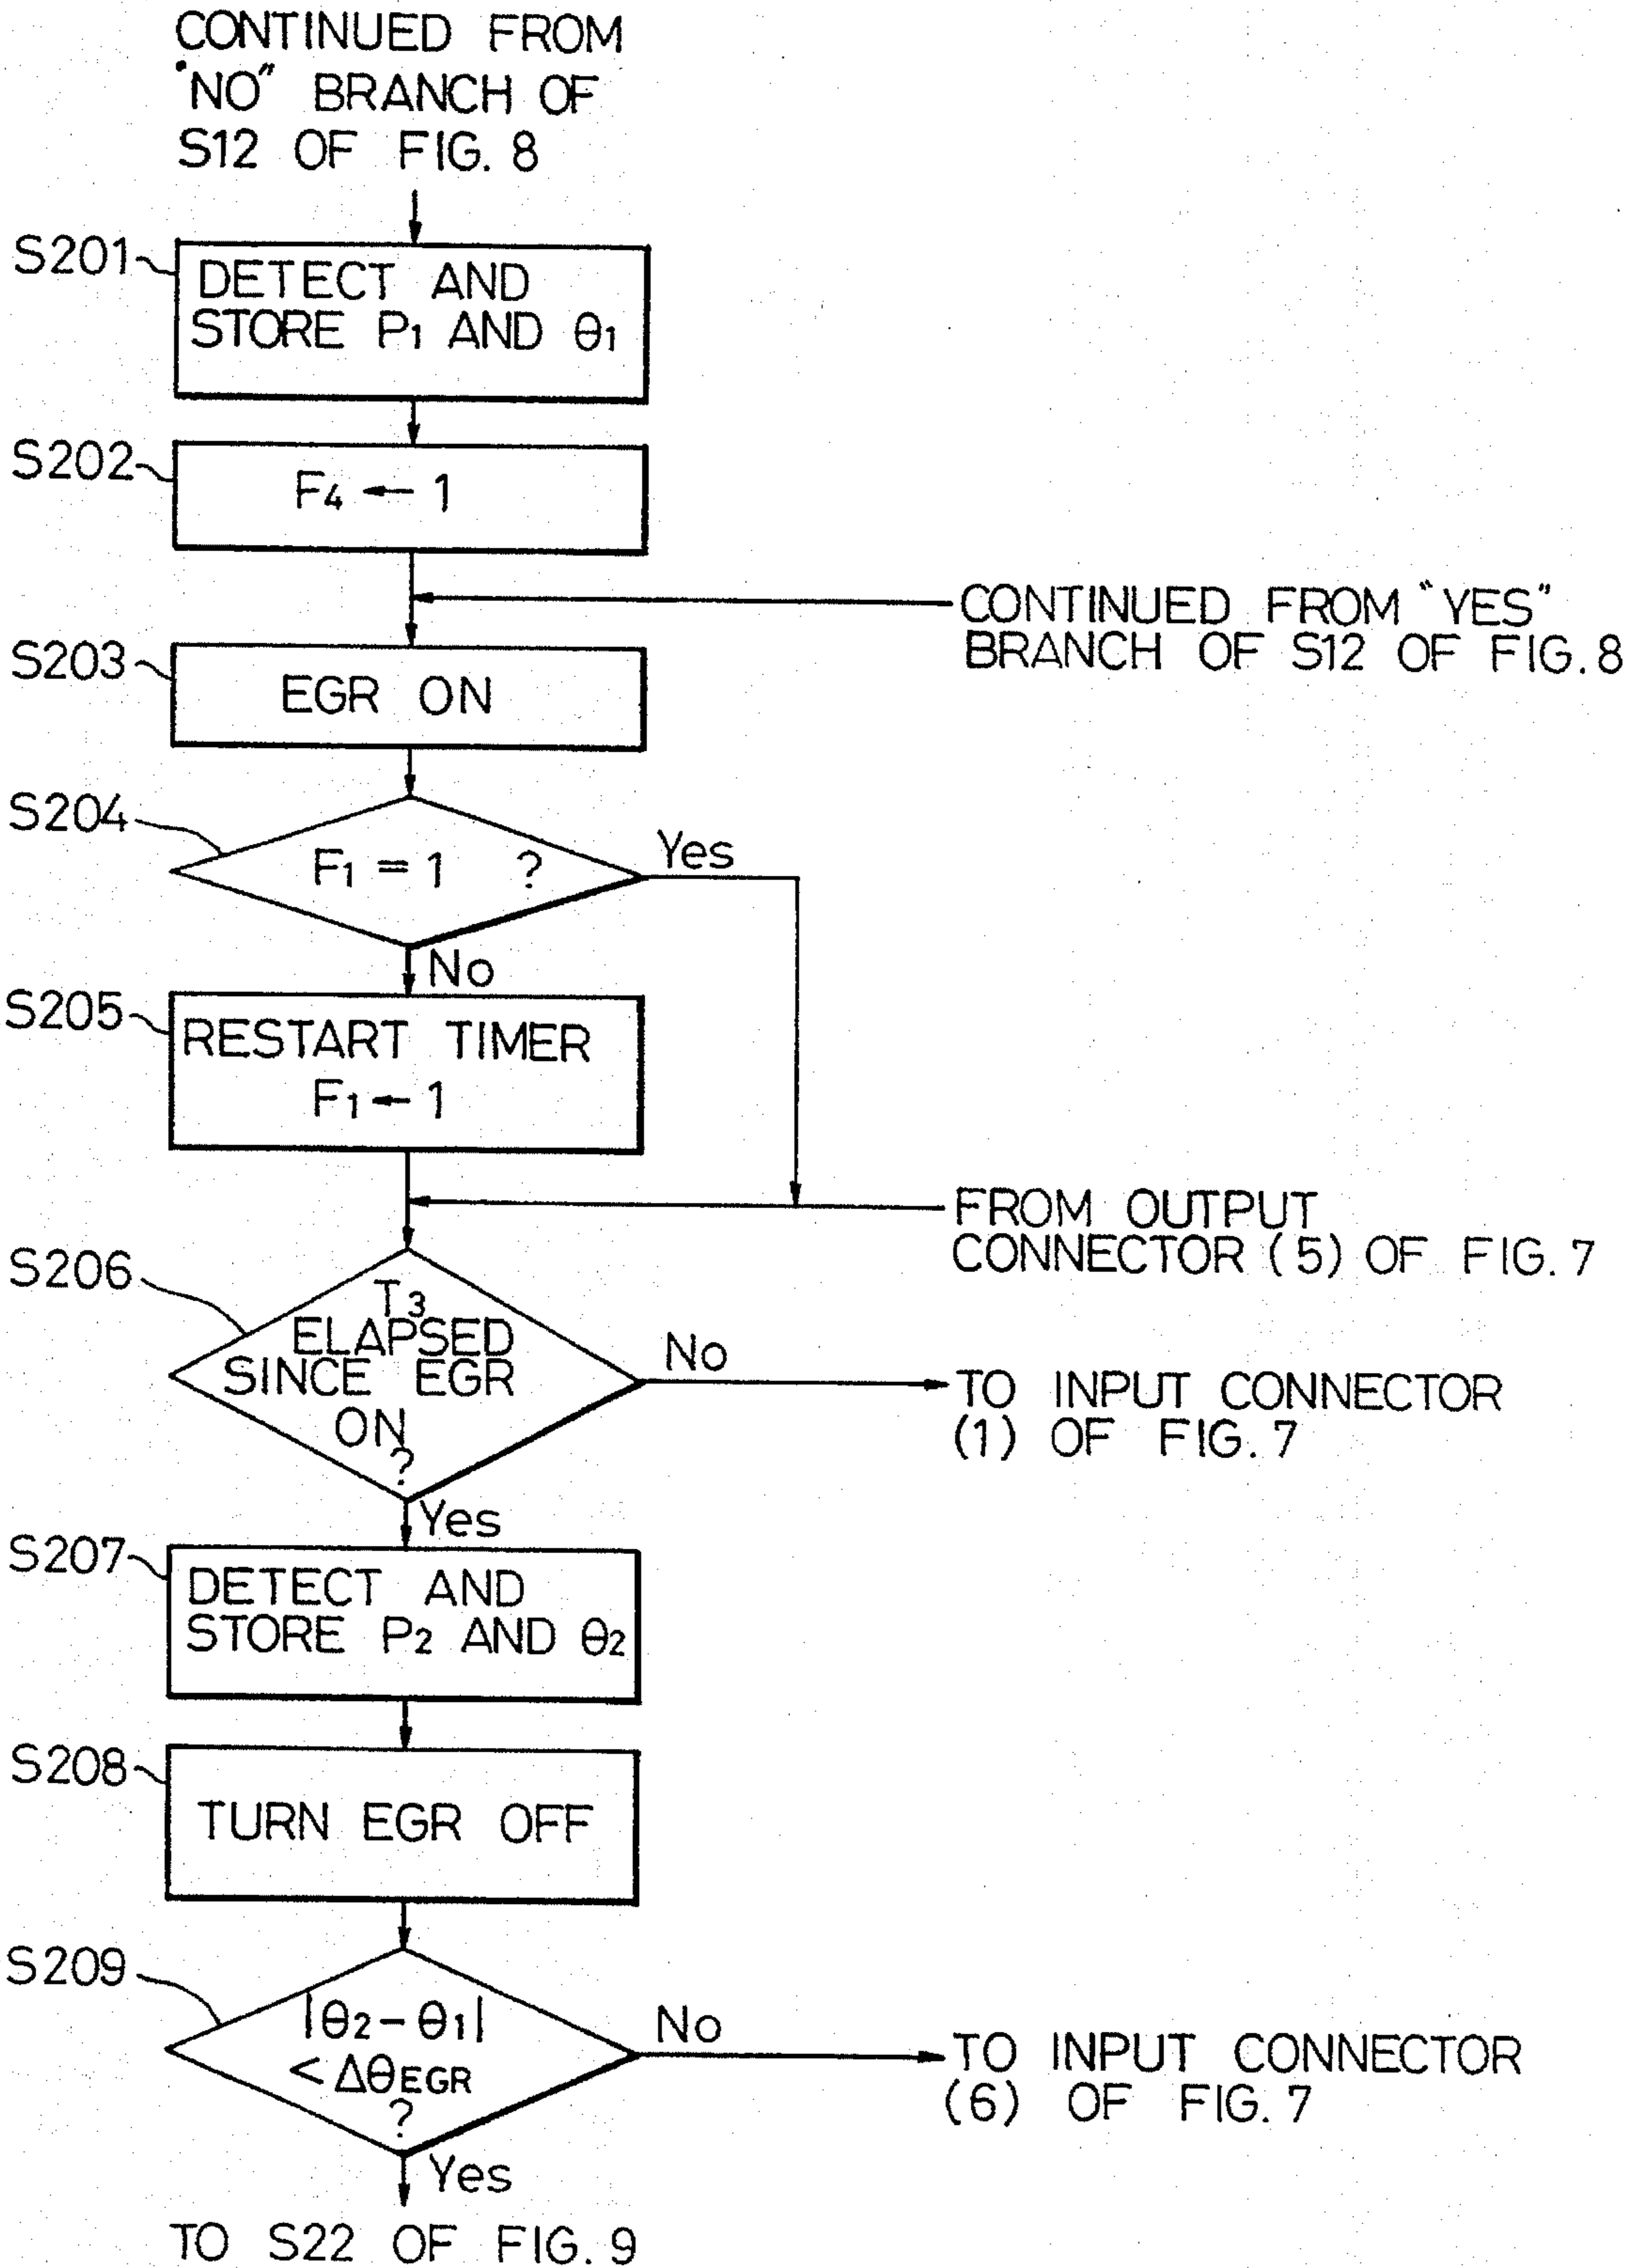 CONTINUED FROM
"NO" BRANCH OF
S12 OF FIG. 8
S201
DETECT AND
STORE P1 AND θ1
S202
F4 ← 1
CONTINUED FROM "YES"
BRANCH OF S12 OF FIG. 8
S203
EGR ON
S204
F1 = 1 ?
Yes
No
S205
RESTART TIMER
F1 ← 1
FROM OUTPUT
CONNECTOR (5) OF FIG. 7
S206
T3
ELAPSED
SINCE EGR
ON
?
No
TO INPUT CONNECTOR
(1) OF FIG. 7
Yes
S207
DETECT AND
STORE P2 AND θ2
S208
TURN EGR OFF
S209
|θ2 - θ1|
< ΔθEGR
?
No
TO INPUT CONNECTOR
(6) OF FIG. 7
Yes
TO S22 OF FIG. 9